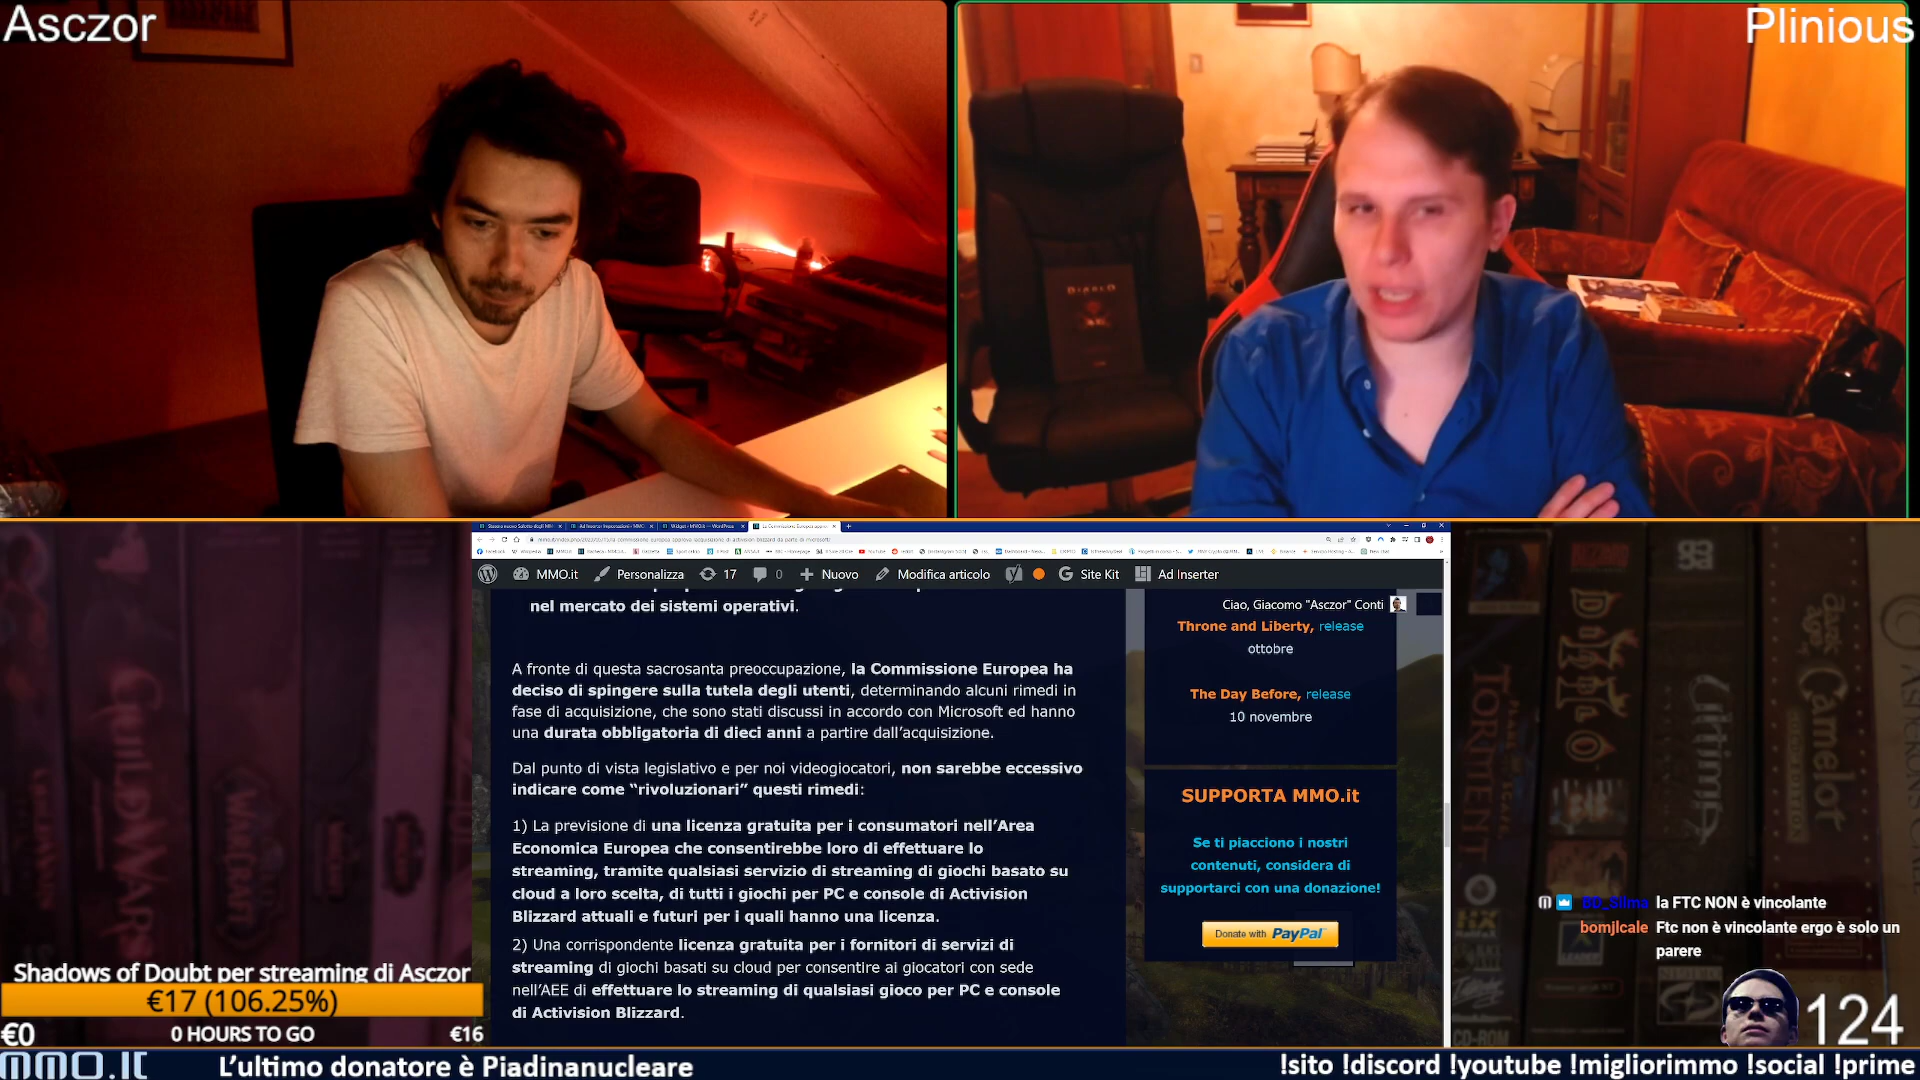 Asczor
Plinious
DIABLO
MMO.it
Personalizza
17
0
Nuovo
Modifica articolo
Site Kit
Ad Inserter
Ciao, Giacomo "Asczor" Conti
nel mercato dei sistemi operativi.
A fronte di questa sacrosanta preoccupazione, la Commissione Europea ha
deciso di spingere sulla tutela degli utenti, determinando alcuni rimedi in
fase di acquisizione, che sono stati discussi in accordo con Microsoft ed hanno
una durata obbligatoria di dieci anni a partire dall'acquisizione.
Dal punto di vista legislativo e per noi videogiocatori, non sarebbe eccessivo
indicare come "rivoluzionari" questi rimedi:
1) La previsione di una licenza gratuita per i consumatori nell'Area
Economica Europea che consentirebbe loro di effettuare lo
streaming, tramite qualsiasi servizio di streaming di giochi basato su
cloud a loro scelta, di tutti i giochi per PC e console di Activision
Blizzard attuali e futuri per i quali hanno una licenza.
2) Una corrispondente licenza gratuita per i fornitori di servizi di
streaming di giochi basati su cloud per consentire ai giocatori con sede
nell'AEE di effettuare lo streaming di qualsiasi gioco per PC e console
di Activision Blizzard.
Throne and Liberty, release
ottobre
The Day Before, release
10 novembre
SUPPORTA MMO.it
Se ti piacciono i nostri
contenuti, considera di
supportarci con una donazione!
Donate with PayPal
GUILD WARS
WARCRAFT
TORMENT
Diablo
Ultima
Camelot
CD-ROM
BD_Slima la FTC NON è vincolante
bomjlcale Ftc non è vincolante ergo è solo un
parere
124
Shadows of Doubt per streaming di Asczor
€17 (106.25%)
€0
0 HOURS TO GO
€16
MMO.IT
L'ultimo donatore è Piadinanucleare
!sito !discord !youtube !migliorimmo !social !prime